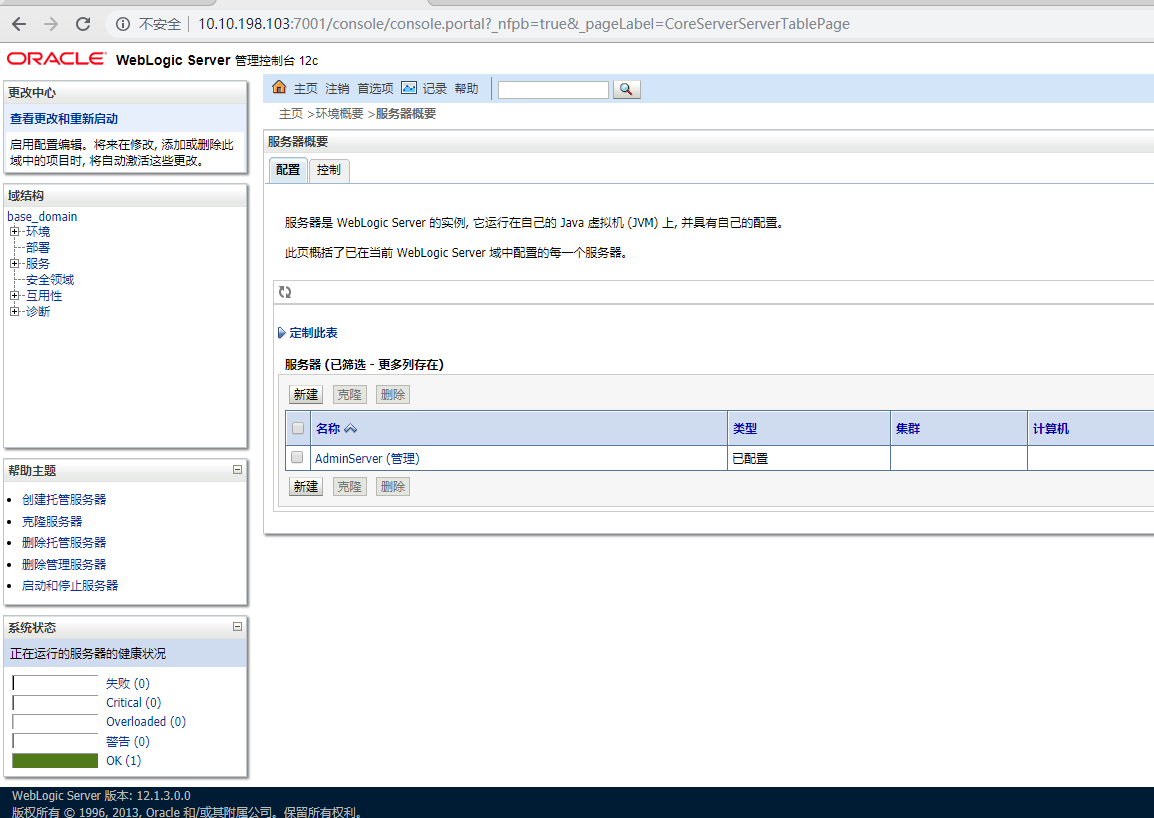 不安全 10.10.198.103:7001/console/console.portal?_nfpb=true&_pageLabel=CoreServerServerTablePage
ORACLE WebLogic Server 管理控制台 12c
更改中心
查看更改和重新启动
启用配置编辑。将来在修改, 添加或删除此
域中的项目时, 将自动激活这些更改。
域结构
base_domain
环境
部署
服务
安全领域
互用性
诊断
帮助主题
创建托管服务器
克隆服务器
删除托管服务器
删除管理服务器
启动和停止服务器
系统状态
正在运行的服务器的健康状况
失败 (0)
Critical (0)
Overloaded (0)
警告 (0)
OK (1)
主页 注销 首选项 记录 帮助
主页 >环境概要 >服务器概要
服务器概要
配置 控制
服务器是 WebLogic Server 的实例, 它运行在自己的 Java 虚拟机 (JVM) 上, 并具有自己的配置。
此页概括了已在当前 WebLogic Server 域中配置的每一个服务器。
定制此表
服务器 (已筛选 - 更多列存在)
新建 克隆 删除
名称 类型 集群 计算机
AdminServer (管理) 已配置
新建 克隆 删除
WebLogic Server 版本: 12.1.3.0.0
版权所有 © 1996, 2013, Oracle 和/或其附属公司。保留所有权利。